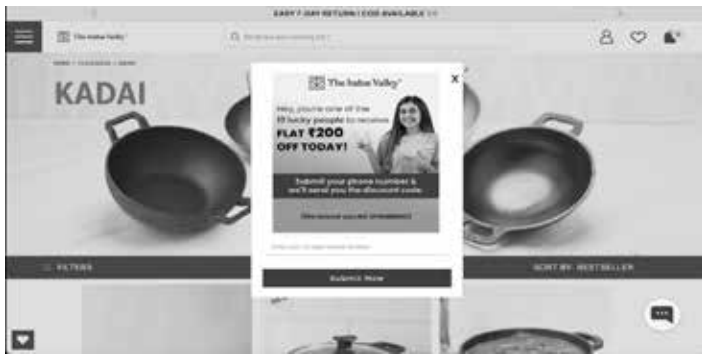 EASY 7-DAY RETURN | COD AVAILABLE
The Indus Valley
KADAI
The Indus Valley
X
Hey, you're one of the
10 lucky people to receive
FLAT ₹200
OFF TODAY!
Submit your phone number &
we'll send you the discount code.
Submit Now
FILTERS
SORT BY: BESTSELLER